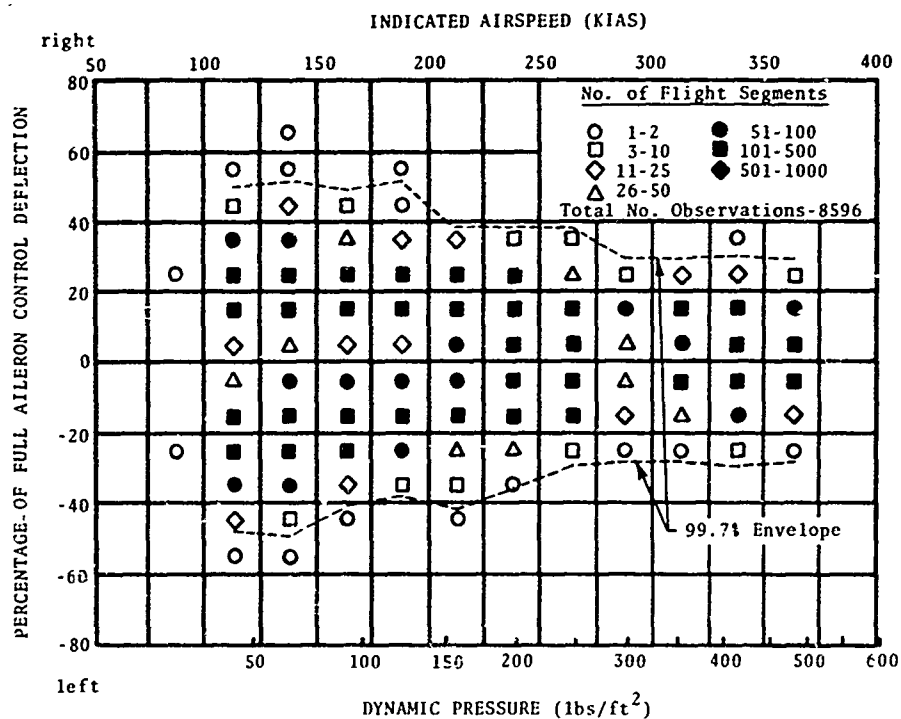 INDICATED AIRSPEED (KIAS)
right
50 100 150 200 250 300 350 400
80
60
40
20
0
-20
-40
-60
-80
PERCENTAGE OF FULL AILERON CONTROL DEFLECTION
No. of Flight Segments
1-2 51-100
3-10 101-500
11-25 501-1000
26-50
Total No. Observations-8596
99.7% Envelope
50 100 150 200 300 400 500 600
left
DYNAMIC PRESSURE (lbs/ft²)